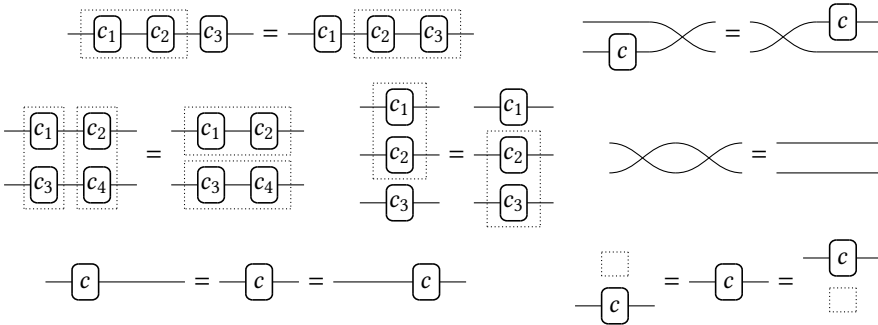 c₁ c₂ c₃ = c₁ c₂ c₃
c = c
c₁ c₂ = c₁ c₂
c₃ c₄ c₃ c₄
c₁ c₁
c₂ = c₂
c₃ c₃
=
c = c = c
c = c = c